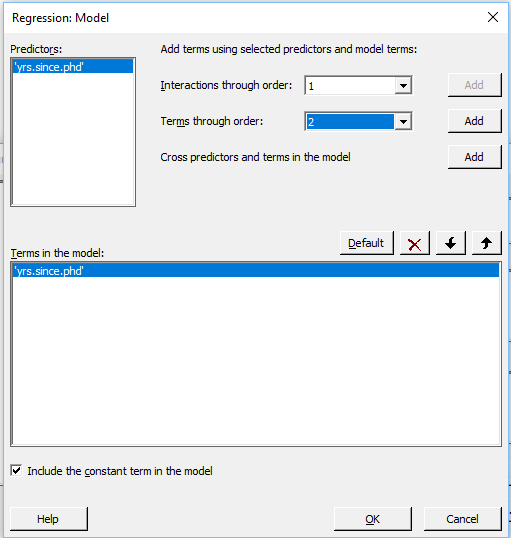 Regression: Model
Predictors:
'yrs.since.phd'
Add terms using selected predictors and model terms:
Interactions through order:
1
Add
Terms through order:
2
Add
Cross predictors and terms in the model
Add
Default
Terms in the model:
'yrs.since.phd'
Include the constant term in the model
Help
OK
Cancel